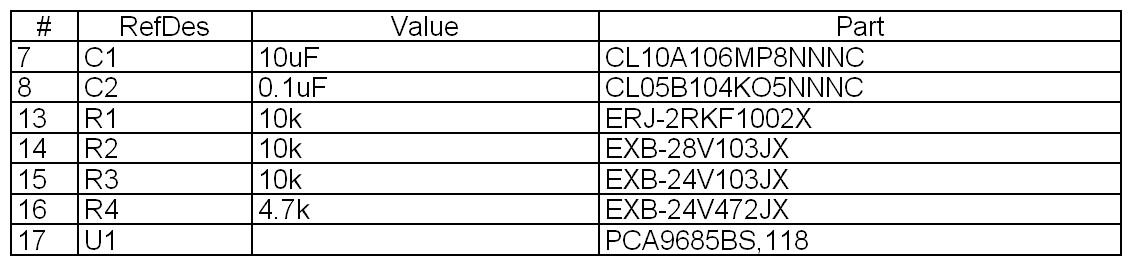 # RefDes Value Part
7 C1 10uF CL10A106MP8NNNC
8 C2 0.1uF CL05B104KO5NNNC
13 R1 10k ERJ-2RKF1002X
14 R2 10k EXB-28V103JX
15 R3 10k EXB-24V103JX
16 R4 4.7k EXB-24V472JX
17 U1 PCA9685BS,118